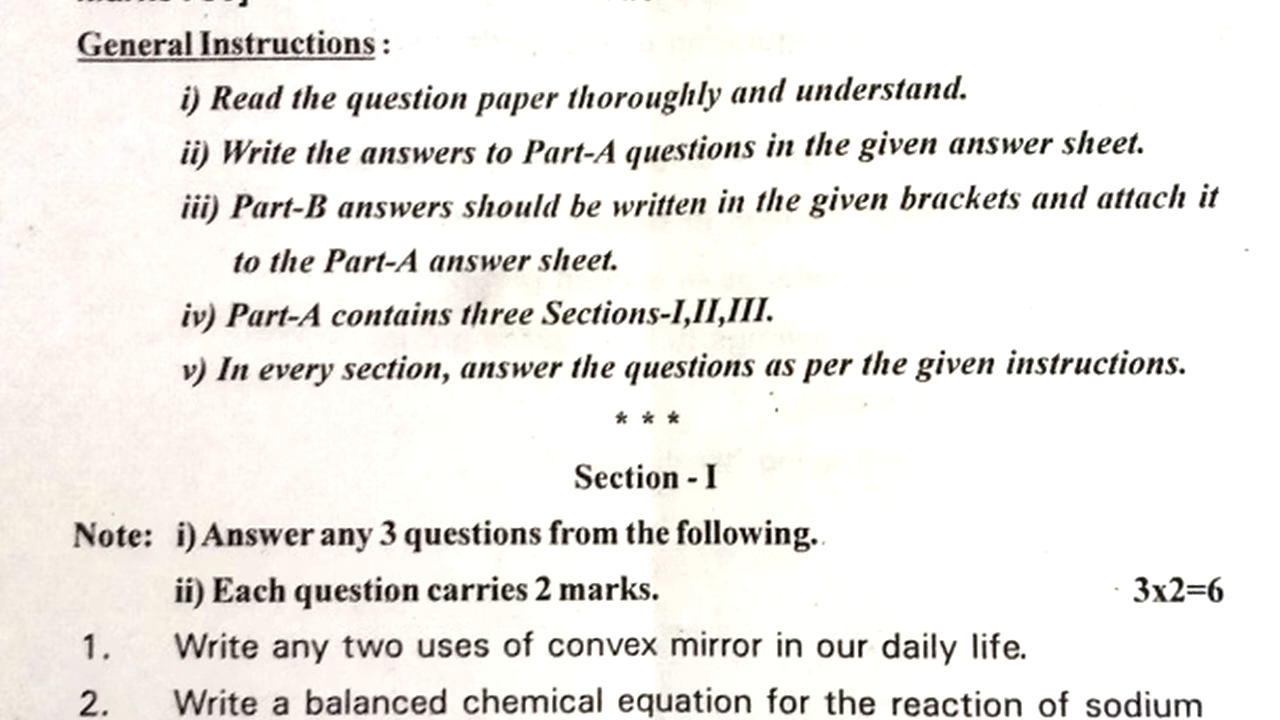 General Instructions :
i) Read the question paper thoroughly and understand.
ii) Write the answers to Part-A questions in the given answer sheet.
iii) Part-B answers should be written in the given brackets and attach it
to the Part-A answer sheet.
iv) Part-A contains three Sections-I,II,III.
v) In every section, answer the questions as per the given instructions.
* * *
Section - I
Note: i) Answer any 3 questions from the following.
ii) Each question carries 2 marks. 3x2=6
1. Write any two uses of convex mirror in our daily life.
2. Write a balanced chemical equation for the reaction of sodium